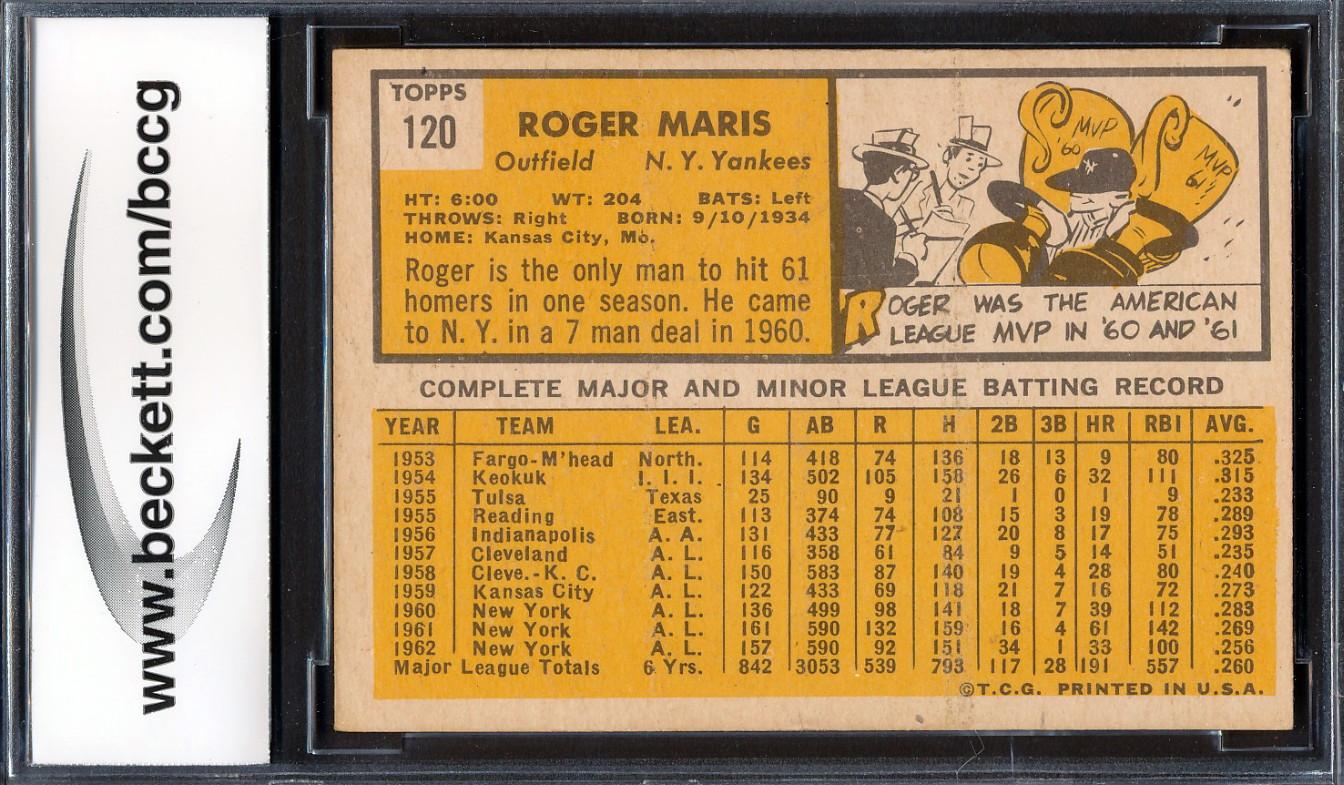 www.beckett.com/bccg
TOPPS
120
ROGER MARIS
Outfield N. Y. Yankees
HT: 6:00 WT: 204 BATS: Left
THROWS: Right BORN: 9/10/1934
HOME: Kansas City, Mo.
Roger is the only man to hit 61
homers in one season. He came
to N. Y. in a 7 man deal in 1960.
MVP
'60
MVP
61
NY
ROGER WAS THE AMERICAN
LEAGUE MVP IN '60 AND '61
COMPLETE MAJOR AND MINOR LEAGUE BATTING RECORD
YEAR TEAM LEA. G AB R H 2B 3B HR RBI AVG.
1953 Fargo-M'head North. 114 418 74 136 18 13 9 80 .325
1954 Keokuk I. I. I. 134 502 105 158 26 6 32 111 .315
1955 Tulsa Texas 25 90 9 21 1 0 1 9 .233
1955 Reading East. 113 374 74 108 15 3 19 78 .289
1956 Indianapolis A. A. 131 433 77 127 20 8 17 75 .293
1957 Cleveland A. L. 116 358 61 84 9 5 14 51 .235
1958 Cleve.-K. C. A. L. 150 583 87 140 19 4 28 80 .240
1959 Kansas City A. L. 122 433 69 118 21 7 16 72 .273
1960 New York A. L. 136 499 98 141 18 7 39 112 .283
1961 New York A. L. 161 590 132 159 16 4 61 142 .269
1962 New York A. L. 157 590 92 151 34 1 33 100 .256
Major League Totals 6 Yrs. 842 3053 539 793 117 28 191 557 .260
©T.C.G. PRINTED IN U.S.A.